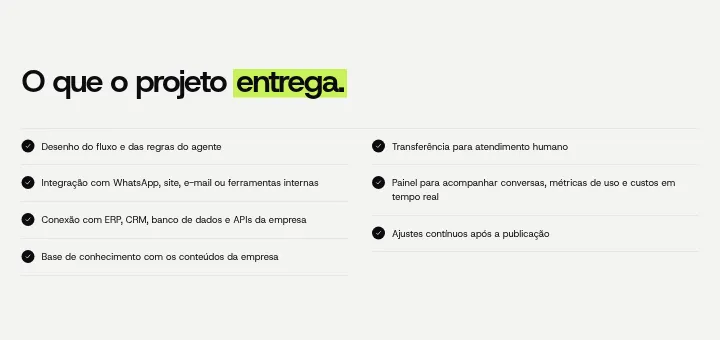 O que o projeto entrega.
Desenho do fluxo e das regras do agente
Integração com WhatsApp, site, e-mail ou ferramentas internas
Conexão com ERP, CRM, banco de dados e APIs da empresa
Base de conhecimento com os conteúdos da empresa
Transferência para atendimento humano
Painel para acompanhar conversas, métricas de uso e custos em
tempo real
Ajustes contínuos após a publicação